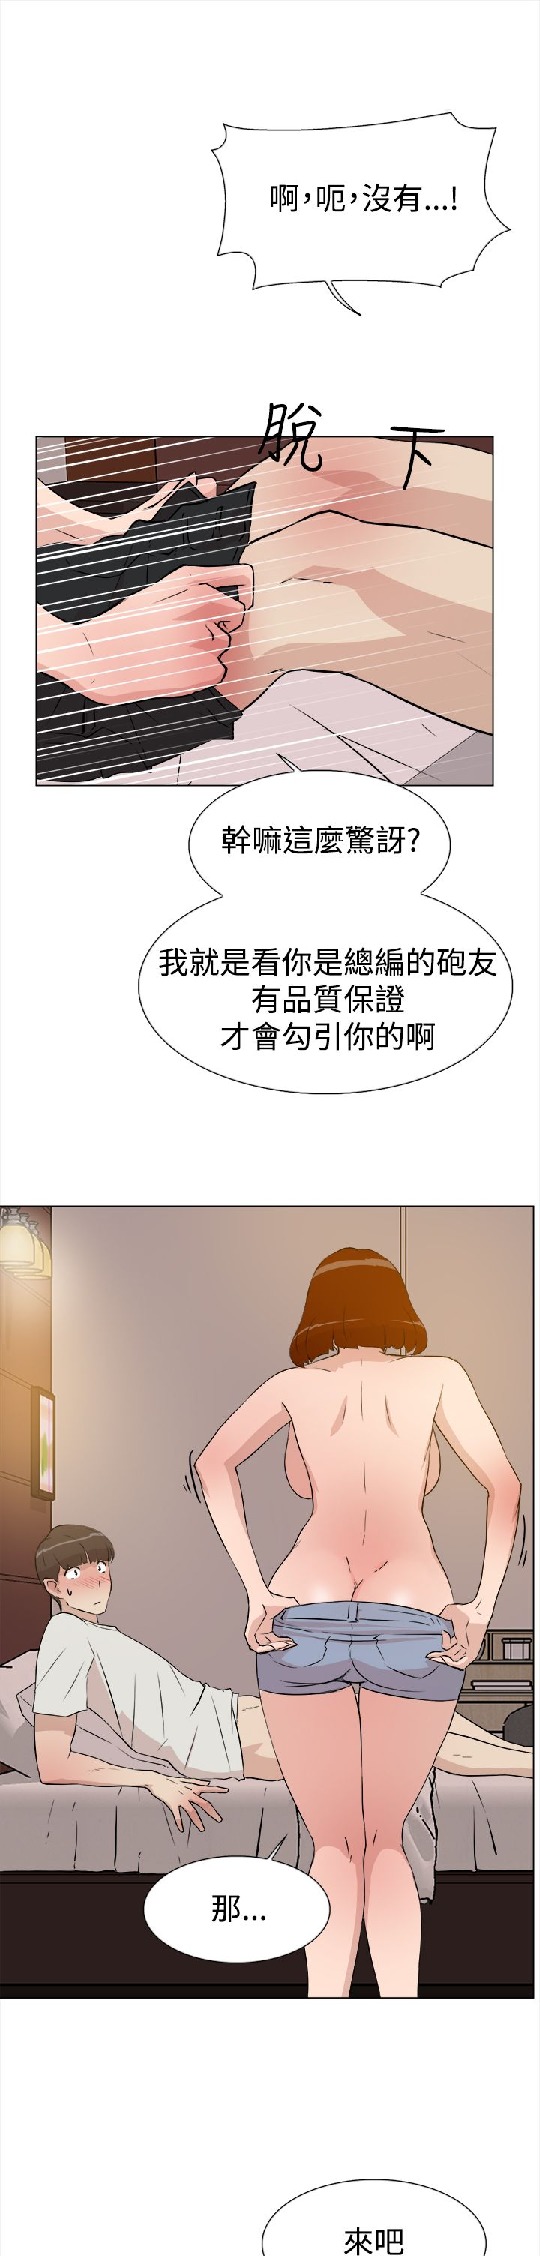 啊，呃，沒有...!
脫下
幹嘛這麼驚訝?
我就是看你是總編的砲友
有品質保證
才會勾引你的啊
那...
來吧